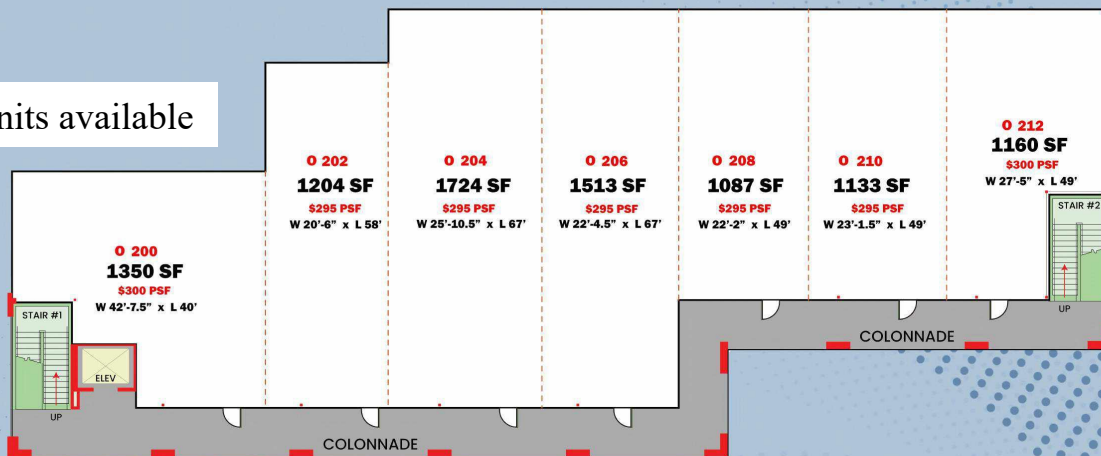 nits available
O 202
1204 SF
$295 PSF
W 20'-6" x L 58'
O 204
1724 SF
$295 PSF
W 25'-10.5" x L 67'
O 206
1513 SF
$295 PSF
W 22'-4.5" x L 67'
O 208
1087 SF
$295 PSF
W 22'-2" x L 49'
O 210
1133 SF
$295 PSF
W 23'-1.5" x L 49'
O 212
1160 SF
$300 PSF
W 27'-5" x L 49'
STAIR #2
UP
O 200
1350 SF
$300 PSF
W 42'-7.5" x L 40'
STAIR #1
ELEV
UP
COLONNADE
COLONNADE